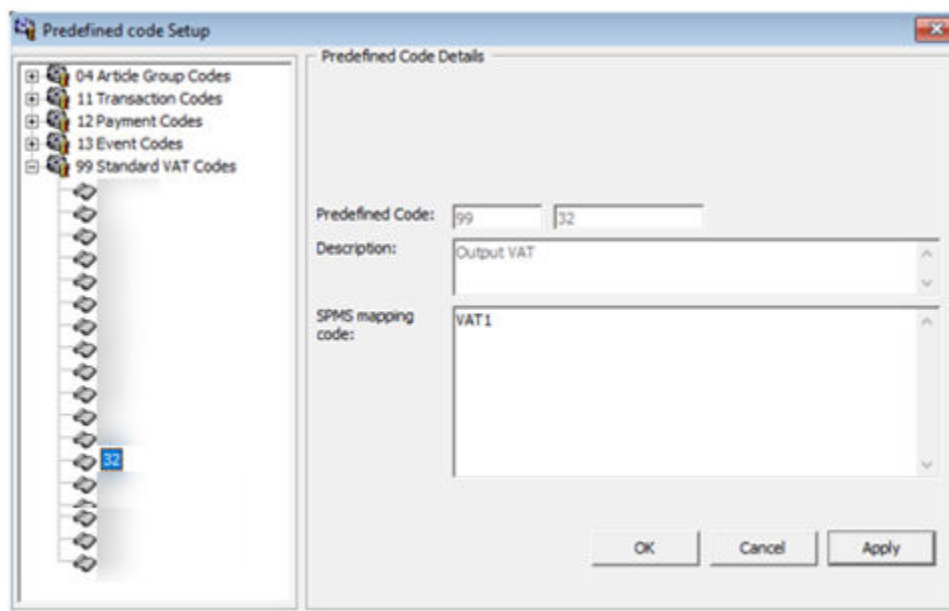 Predefined code Setup
04 Article Group Codes
11 Transaction Codes
12 Payment Codes
13 Event Codes
99 Standard VAT Codes
32
Predefined Code Details
Predefined Code: 99 32
Description: Output VAT
SPMS mapping code: VAT1
OK Cancel Apply